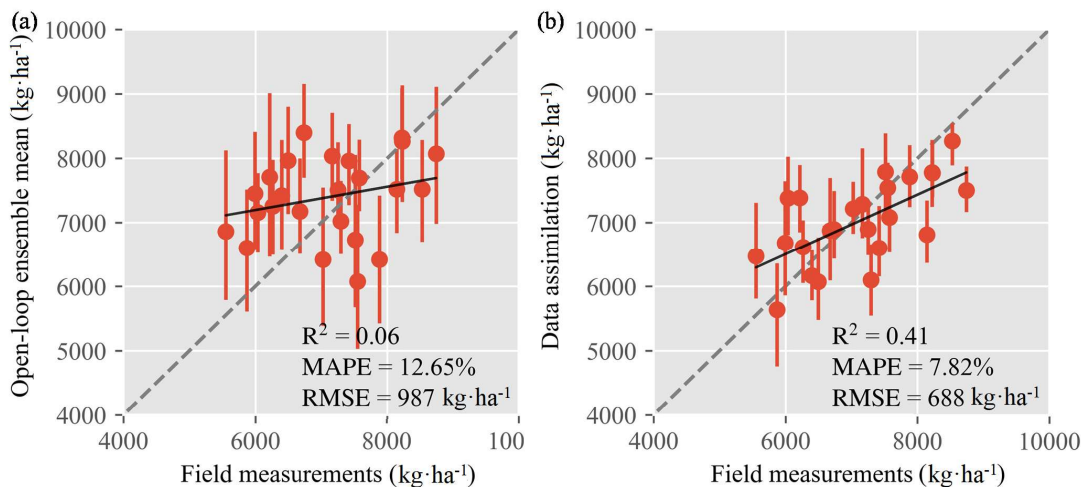 (a)
Open-loop ensemble mean (kg·ha⁻¹)
10000
9000
8000
7000
6000
5000
4000
R² = 0.06
MAPE = 12.65%
RMSE = 987 kg·ha⁻¹
4000 6000 8000 100
Field measurements (kg·ha⁻¹)
(b)
Data assimilation (kg·ha⁻¹)
10000
9000
8000
7000
6000
5000
4000
R² = 0.41
MAPE = 7.82%
RMSE = 688 kg·ha⁻¹
4000 6000 8000 10000
Field measurements (kg·ha⁻¹)